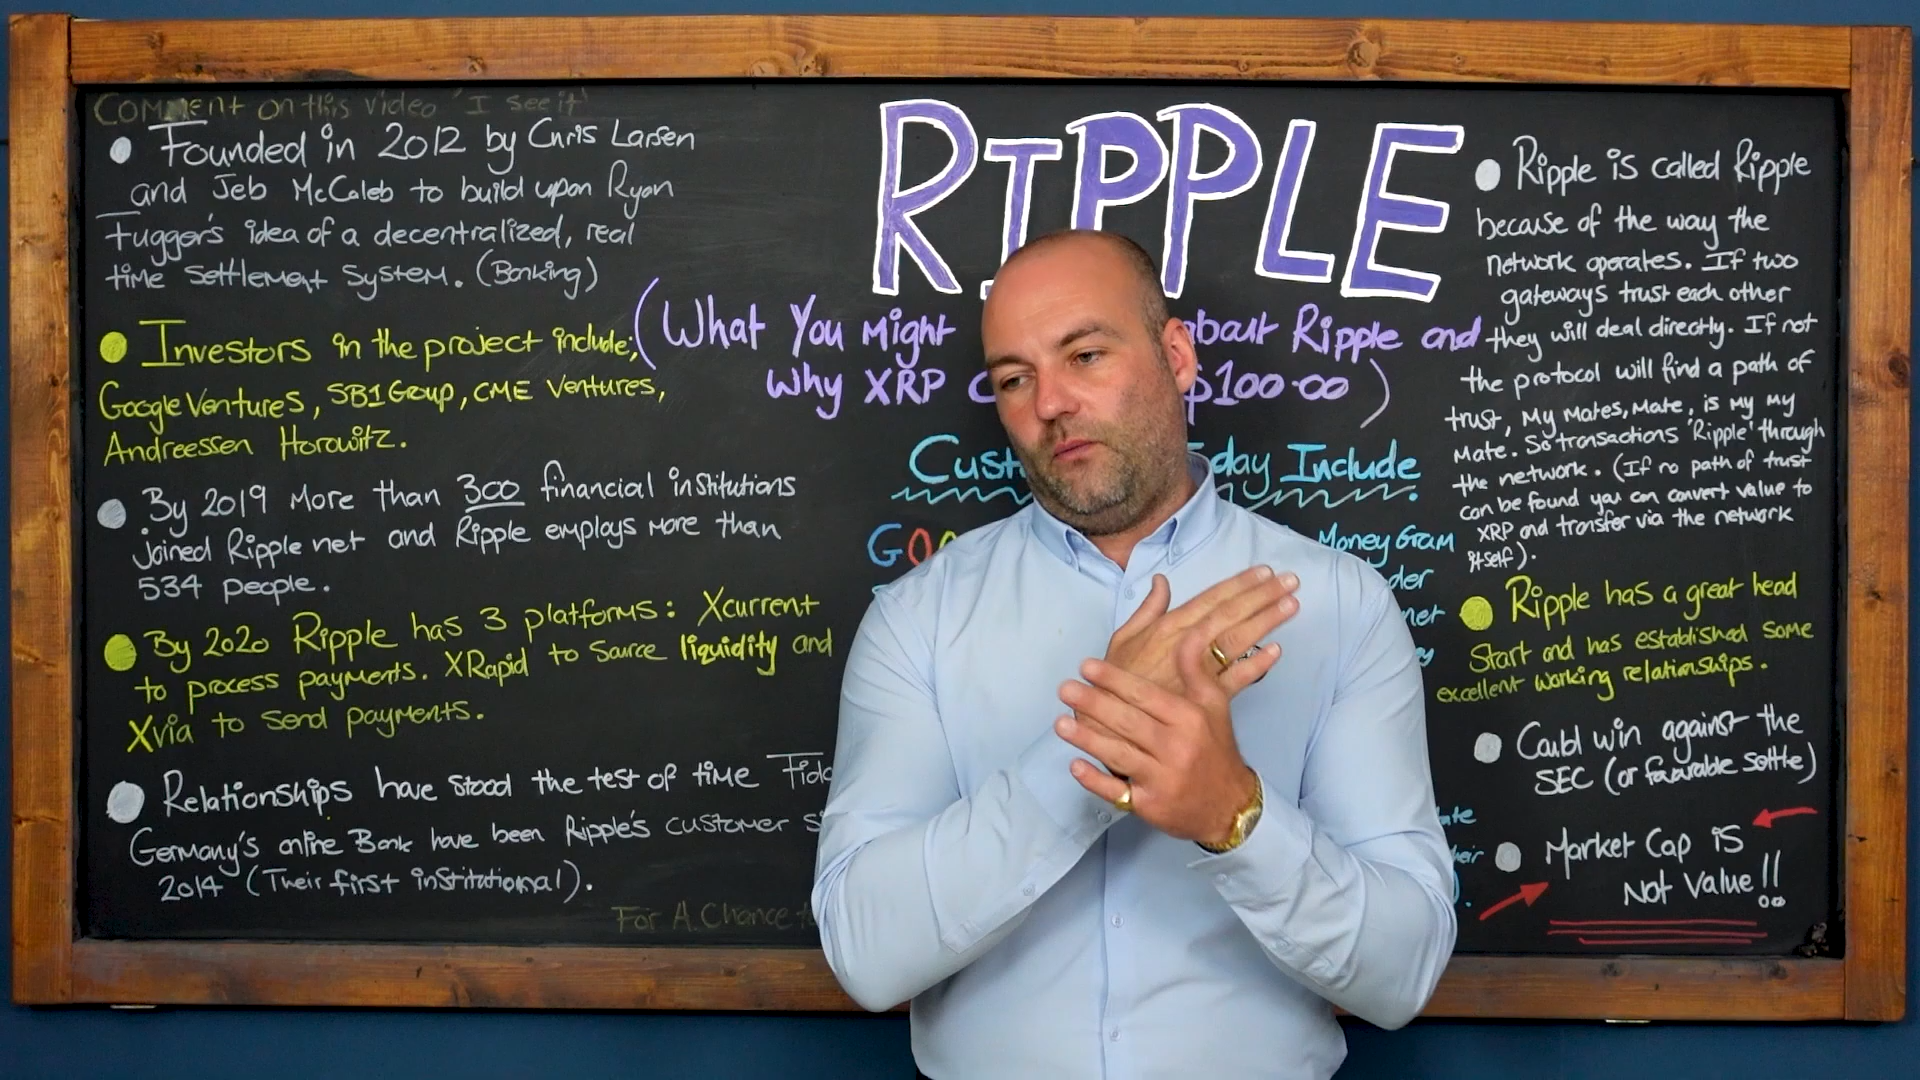 Comment on this video 'I see it'
Founded in 2012 by Chris Larsen
and Jeb McCaleb to build upon Ryan
Fugger's idea of a decentralized, real
time settlement system. (Banking)
Investors in the project include;
Google Ventures, SB1 Group, CME Ventures,
Andreessen Horowitz.
By 2019 more than 300 financial institutions
joined Ripple net and Ripple employs more than
534 people.
By 2020 Ripple has 3 platforms: Xcurrent
to process payments. XRapid to source liquidity and
Xvia to send payments.
Relationships have stood the test of time Fido
Germany's online Bank have been Ripple's customer s
2014 (Their first institutional).
For A Chance to
RIPPLE
(What You Might about Ripple and
Why XRP $100.00)
Cust day Include
Money Gram
Ripple is called Ripple
because of the way the
network operates. If two
gateways trust each other
they will deal directly. If not
the protocol will find a path of
trust, My Mates, Mate, is my my
Mate. So transactions 'Ripple' through
the network. (If no path of trust
can be found you can convert value to
XRP and transfer via the network
itself).
Ripple has a great head
Start and has established some
excellent working relationships.
Could win against the
SEC (or favarable settle)
Market Cap is
Not Value!!